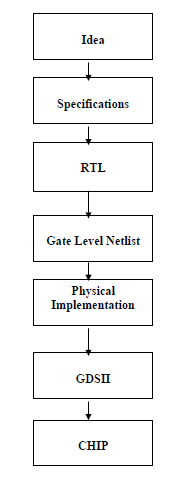 Idea
Specifications
RTL
Gate Level Netlist
Physical
Implementation
GDSII
CHIP